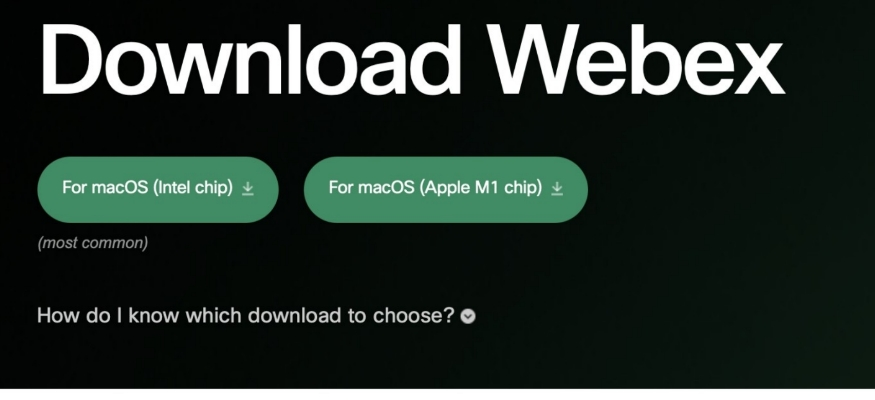 Download Webex
For macOS (Intel chip)
For macOS (Apple M1 chip)
(most common)
How do I know which download to choose?